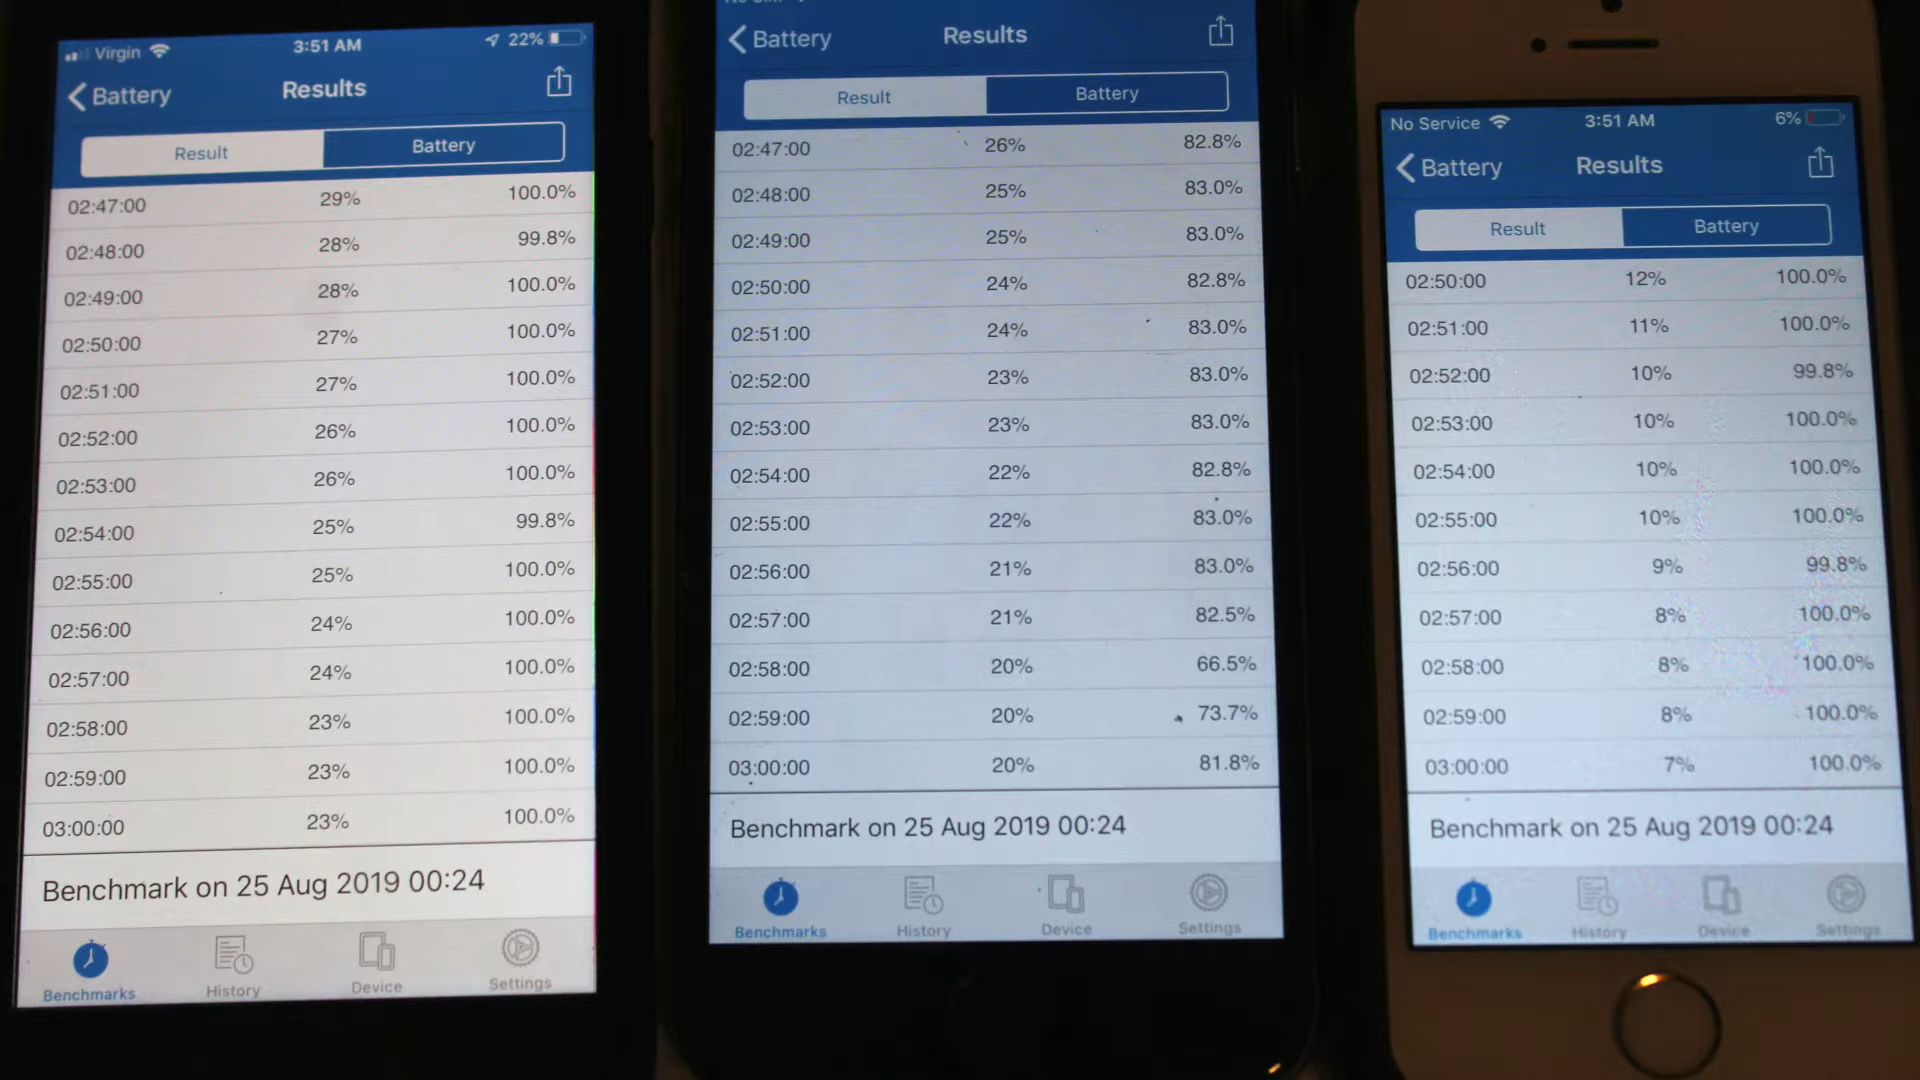 Virgin 3:51 AM 22%
Battery Results
Result Battery
02:47:00 29% 100.0%
02:48:00 28% 99.8%
02:49:00 28% 100.0%
02:50:00 27% 100.0%
02:51:00 27% 100.0%
02:52:00 26% 100.0%
02:53:00 26% 100.0%
02:54:00 25% 99.8%
02:55:00 25% 100.0%
02:56:00 24% 100.0%
02:57:00 24% 100.0%
02:58:00 23% 100.0%
02:59:00 23% 100.0%
03:00:00 23% 100.0%
Benchmark on 25 Aug 2019 00:24
Benchmarks History Device Settings
Battery Results
Result Battery
02:47:00 26% 82.8%
02:48:00 25% 83.0%
02:49:00 25% 83.0%
02:50:00 24% 82.8%
02:51:00 24% 83.0%
02:52:00 23% 83.0%
02:53:00 23% 83.0%
02:54:00 22% 82.8%
02:55:00 22% 83.0%
02:56:00 21% 83.0%
02:57:00 21% 82.5%
02:58:00 20% 66.5%
02:59:00 20% 73.7%
03:00:00 20% 81.8%
Benchmark on 25 Aug 2019 00:24
Benchmarks History Device Settings
No Service 3:51 AM 6%
Battery Results
Result Battery
02:50:00 12% 100.0%
02:51:00 11% 100.0%
02:52:00 10% 99.8%
02:53:00 10% 100.0%
02:54:00 10% 100.0%
02:55:00 10% 100.0%
02:56:00 9% 99.8%
02:57:00 8% 100.0%
02:58:00 8% 100.0%
02:59:00 8% 100.0%
03:00:00 7% 100.0%
Benchmark on 25 Aug 2019 00:24
Benchmarks History Device Settings